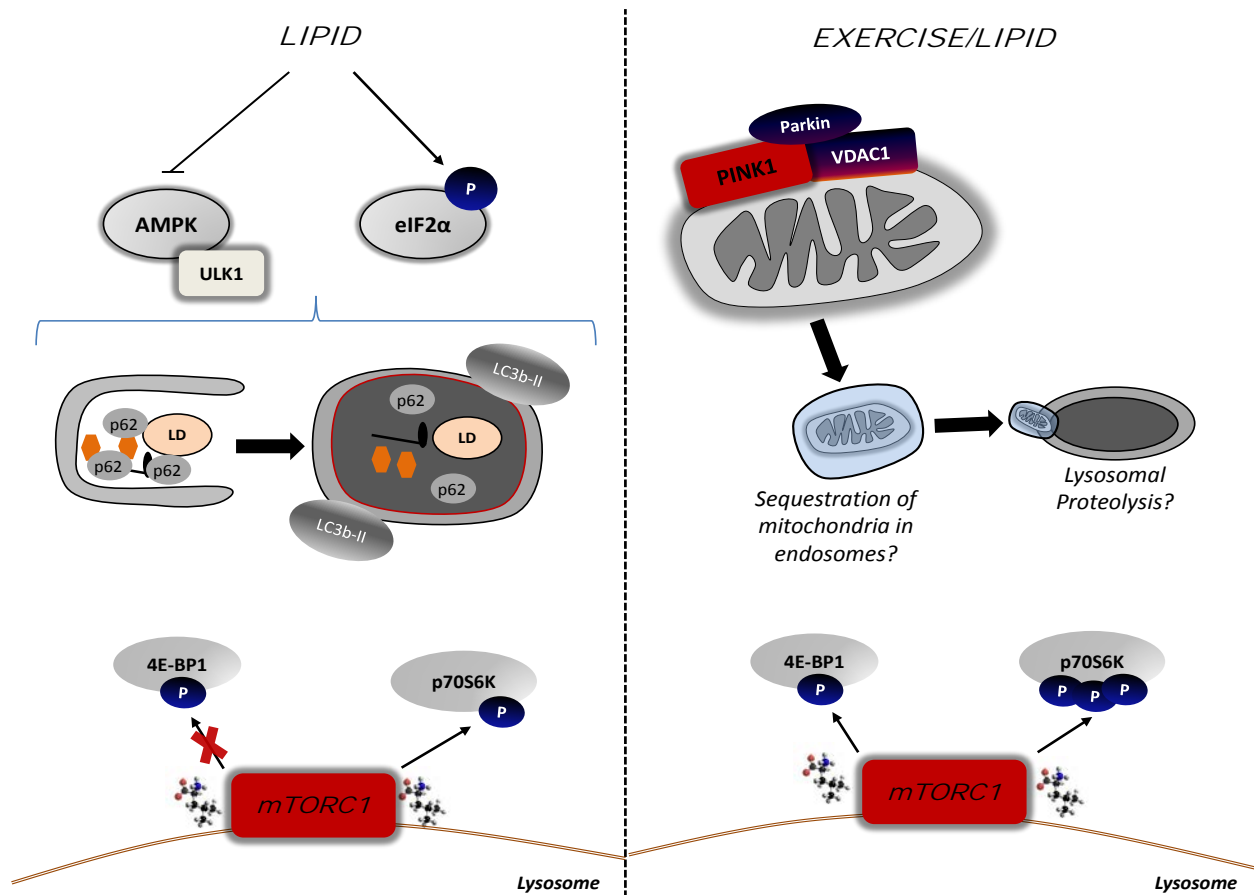 LIPID
AMPK
ULK1
P
eIF2α
p62
LD
p62
p62
LC3b-II
p62
LD
p62
LC3b-II
4E-BP1
P
p70S6K
P
mTORC1
Lysosome
EXERCISE/LIPID
Parkin
PINK1
VDAC1
Sequestration of
mitochondria in
endosomes?
Lysosomal
Proteolysis?
4E-BP1
P
p70S6K
P
P
P
mTORC1
Lysosome